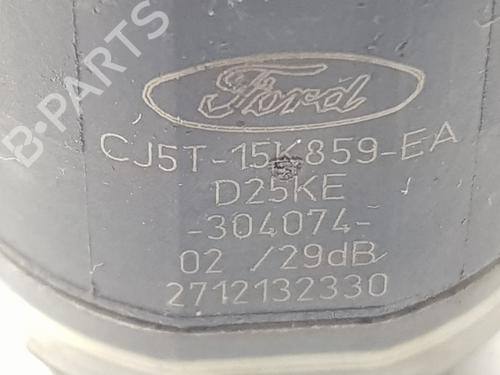 B-PARTS
Ford
CJ5T-15K859-EA
D25KE
-304074-
02 /29dB
2712132330